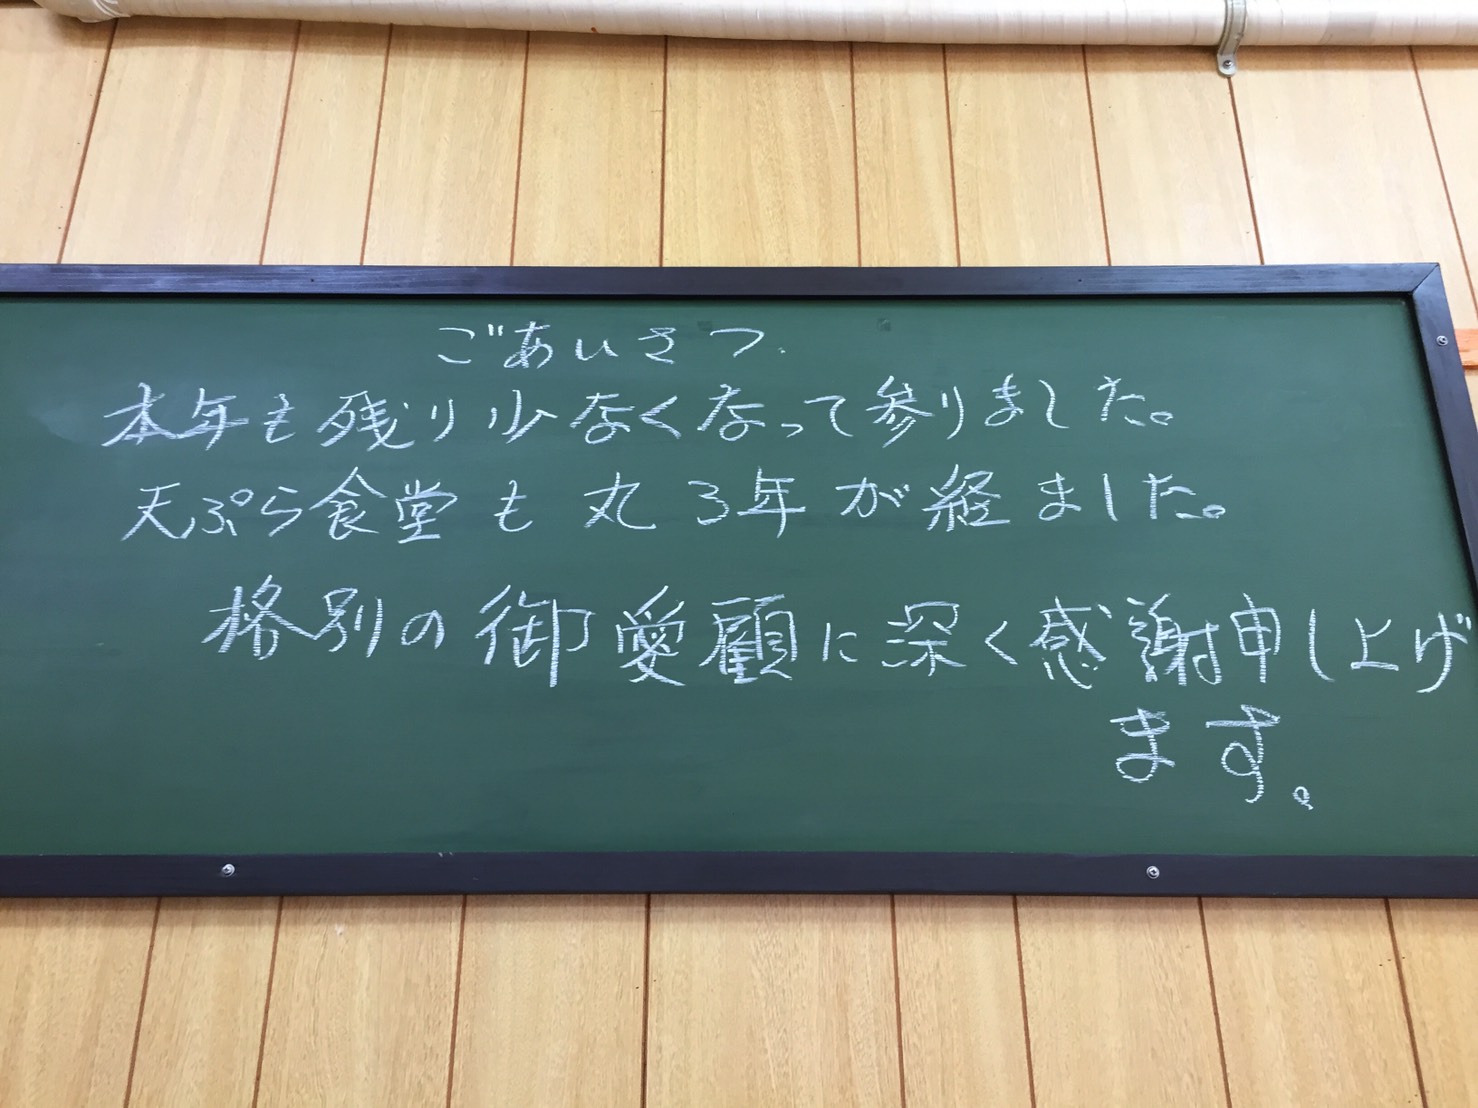 ごあいさつ.
本年も残り少なくなって参りました。
天ぷら食堂も丸3年が経ました。
格別の御愛顧に深く感謝申し上げ
ます。